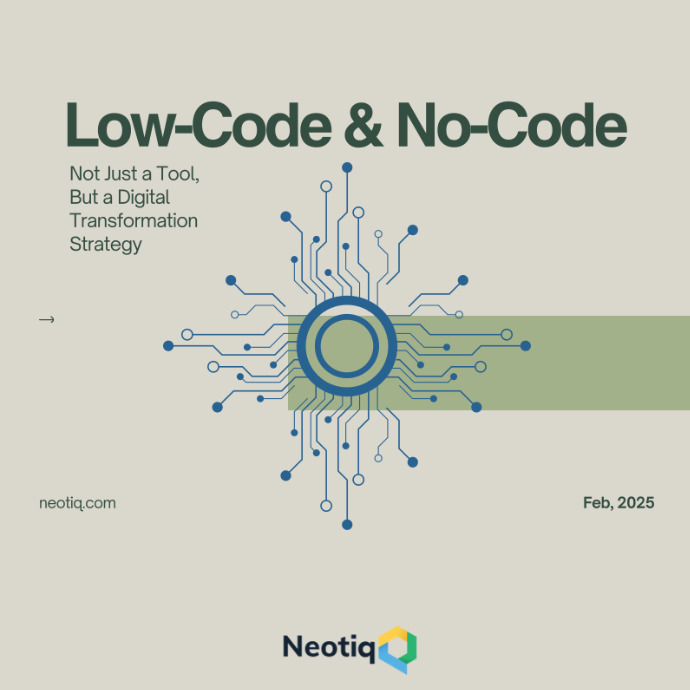 Low-Code & No-Code
Not Just a Tool,
But a Digital
Transformation
Strategy
→
neotiq.com
Feb, 2025
Neotiq